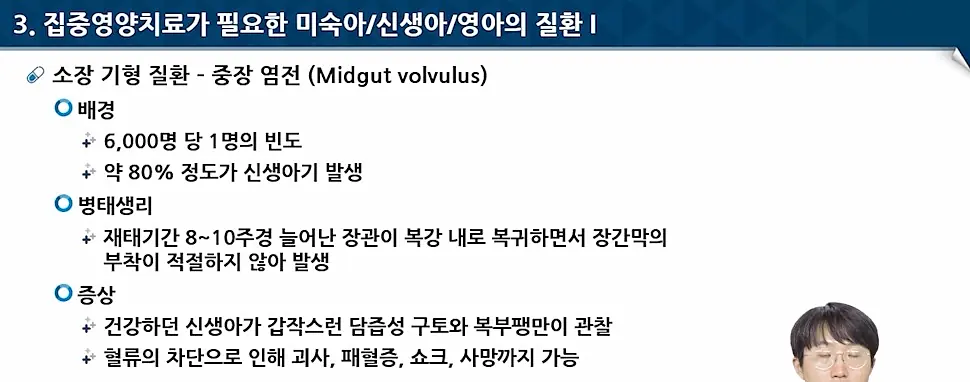 3. 집중영양치료가 필요한 미숙아/신생아/영아의 질환 I
소장 기형 질환 - 중장 염전 (Midgut volvulus)
배경
6,000명 당 1명의 빈도
약 80% 정도가 신생아기 발생
병태생리
재태기간 8~10주경 늘어난 장관이 복강 내로 복귀하면서 장간막의
부착이 적절하지 않아 발생
증상
건강하던 신생아가 갑작스런 담즙성 구토와 복부팽만이 관찰
혈류의 차단으로 인해 괴사, 패혈증, 쇼크, 사망까지 가능